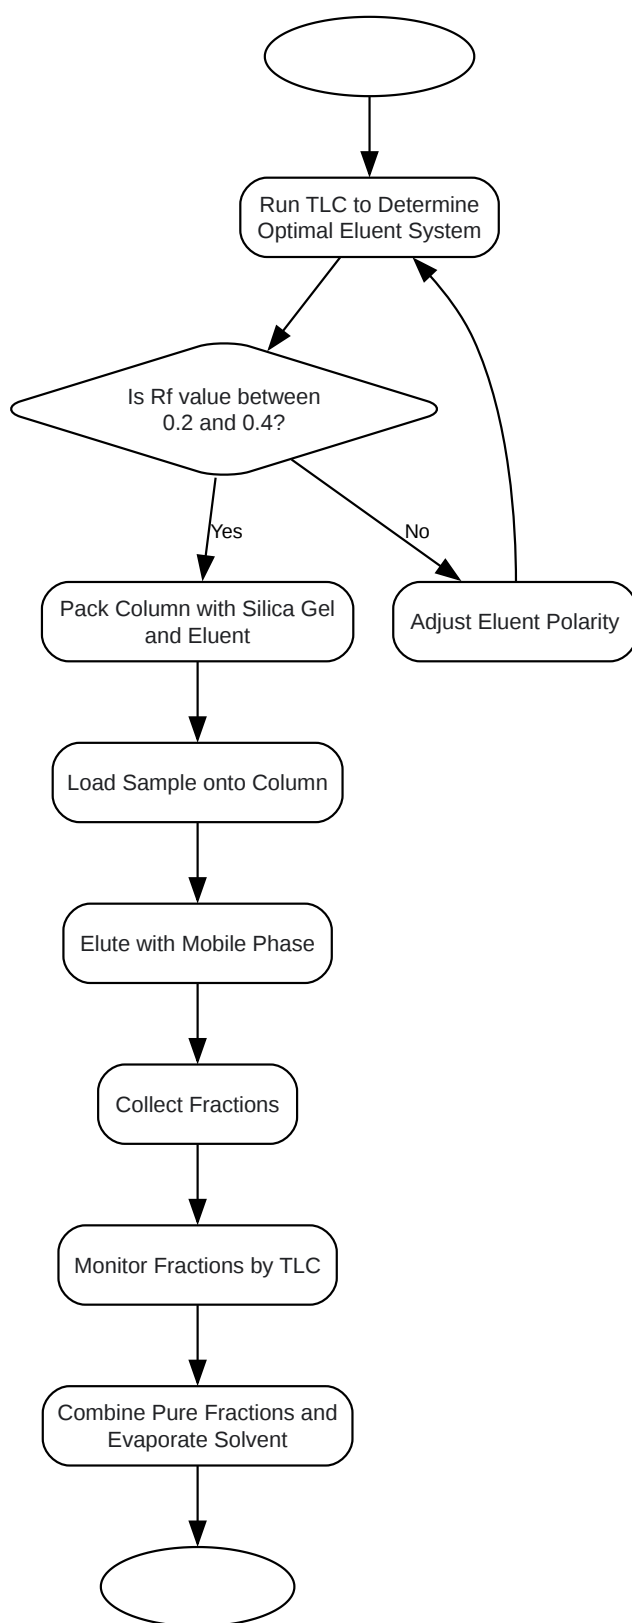 Run TLC to Determine
Optimal Eluent System
Is Rf value between
0.2 and 0.4?
Yes
No
Pack Column with Silica Gel
and Eluent
Adjust Eluent Polarity
Load Sample onto Column
Elute with Mobile Phase
Collect Fractions
Monitor Fractions by TLC
Combine Pure Fractions and
Evaporate Solvent